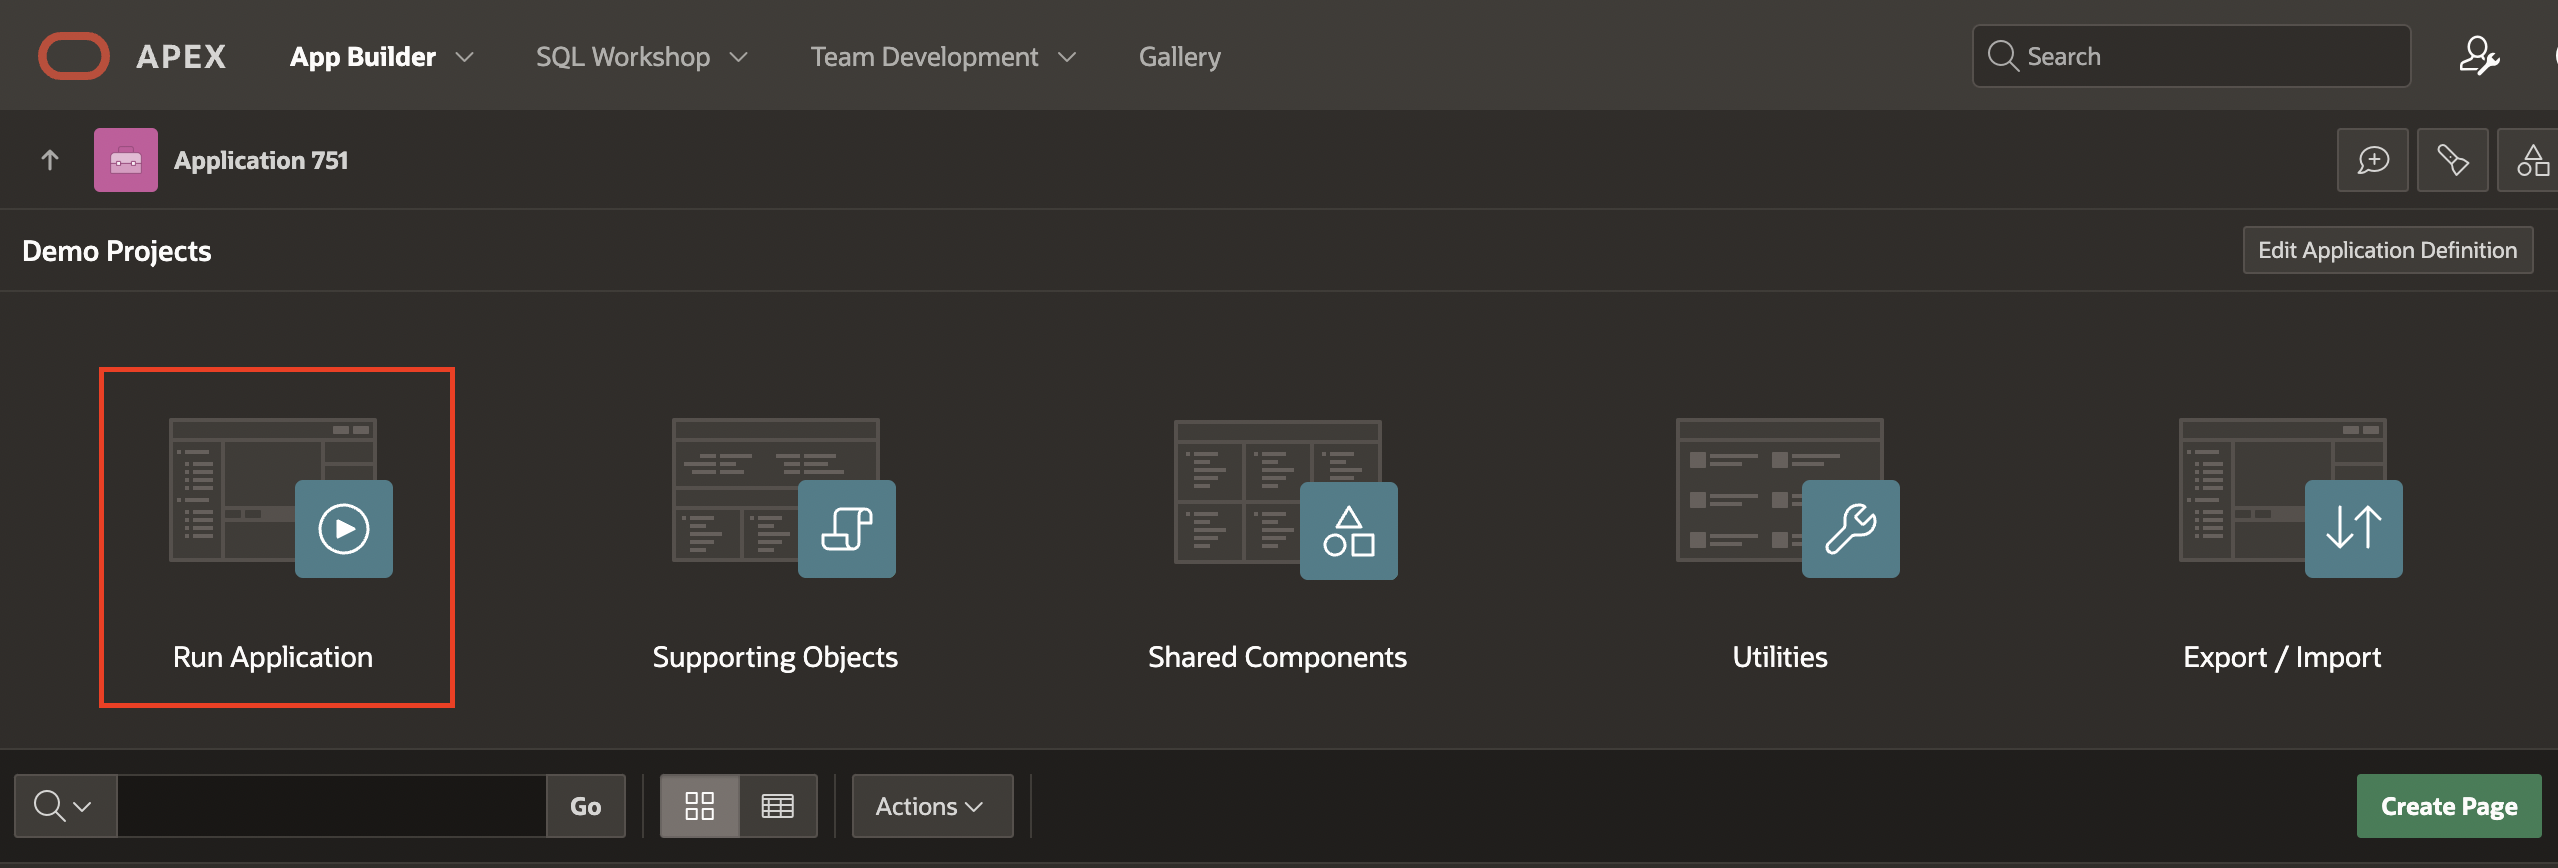 APEX App Builder SQL Workshop Team Development Gallery Search
Application 751
Demo Projects Edit Application Definition
Run Application Supporting Objects Shared Components Utilities Export / Import
Go Actions Create Page